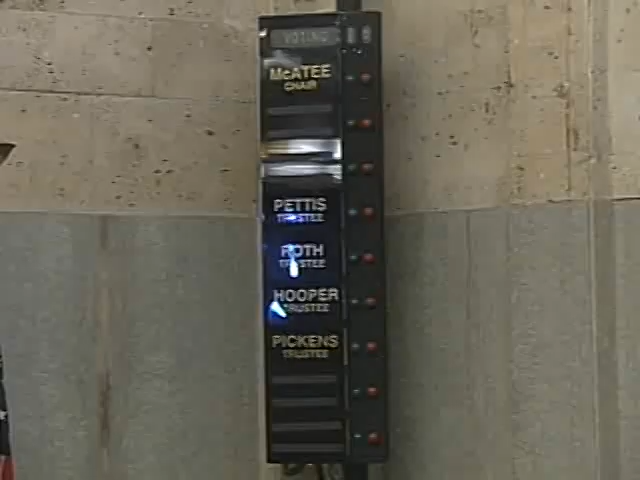 VOTING
McATEE
CHAIR
PETTIS
TRUSTEE
ROTH
TRUSTEE
HOOPER
TRUSTEE
PICKENS
TRUSTEE